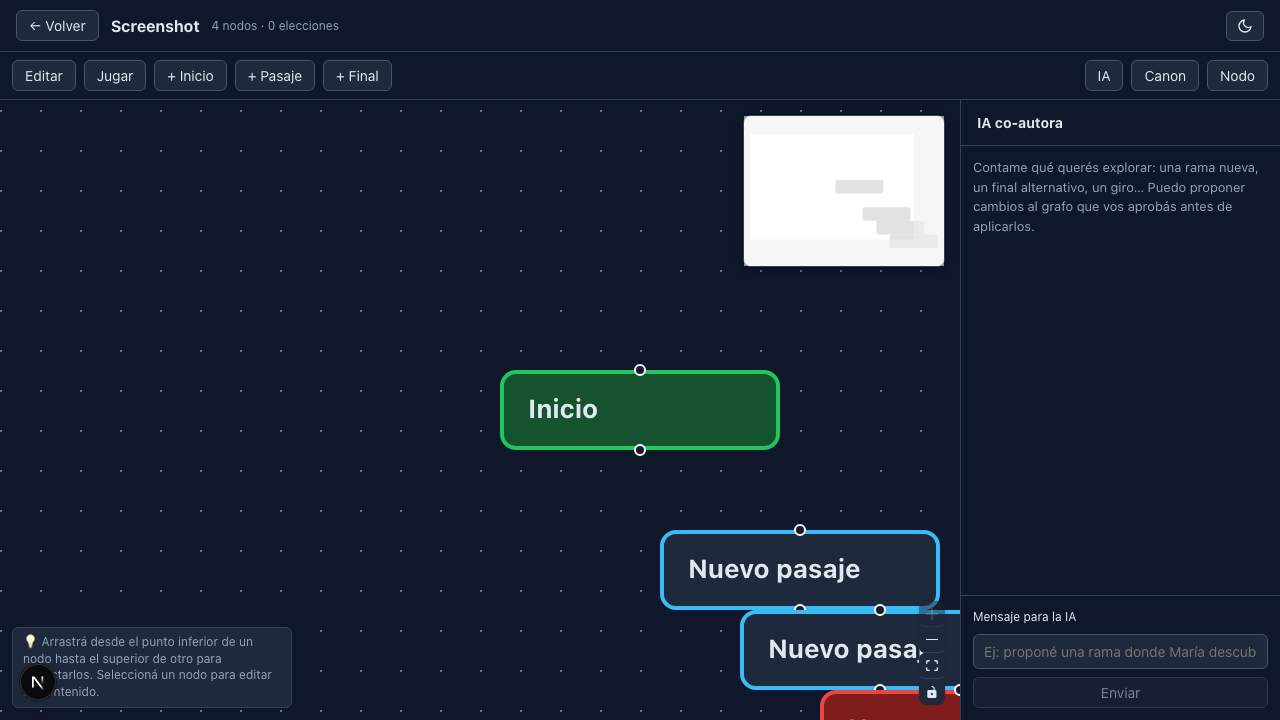 ← Volver
Screenshot
4 nodos · 0 elecciones
Editar
Jugar
+ Inicio
+ Pasaje
+ Final
IA
Canon
Nodo
IA co-autora
Contame qué querés explorar: una rama nueva,
un final alternativo, un giro... Puedo proponer
cambios al grafo que vos aprobás antes de
aplicarlos.
Inicio
Nuevo pasaje
Nuevo
Arrastrá desde el punto inferior de un
nodo hasta el superior de otro para
Seleccioná un nodo para editar
N
Mensaje para la IA
Ej: proponé una rama donde María descub
Enviar